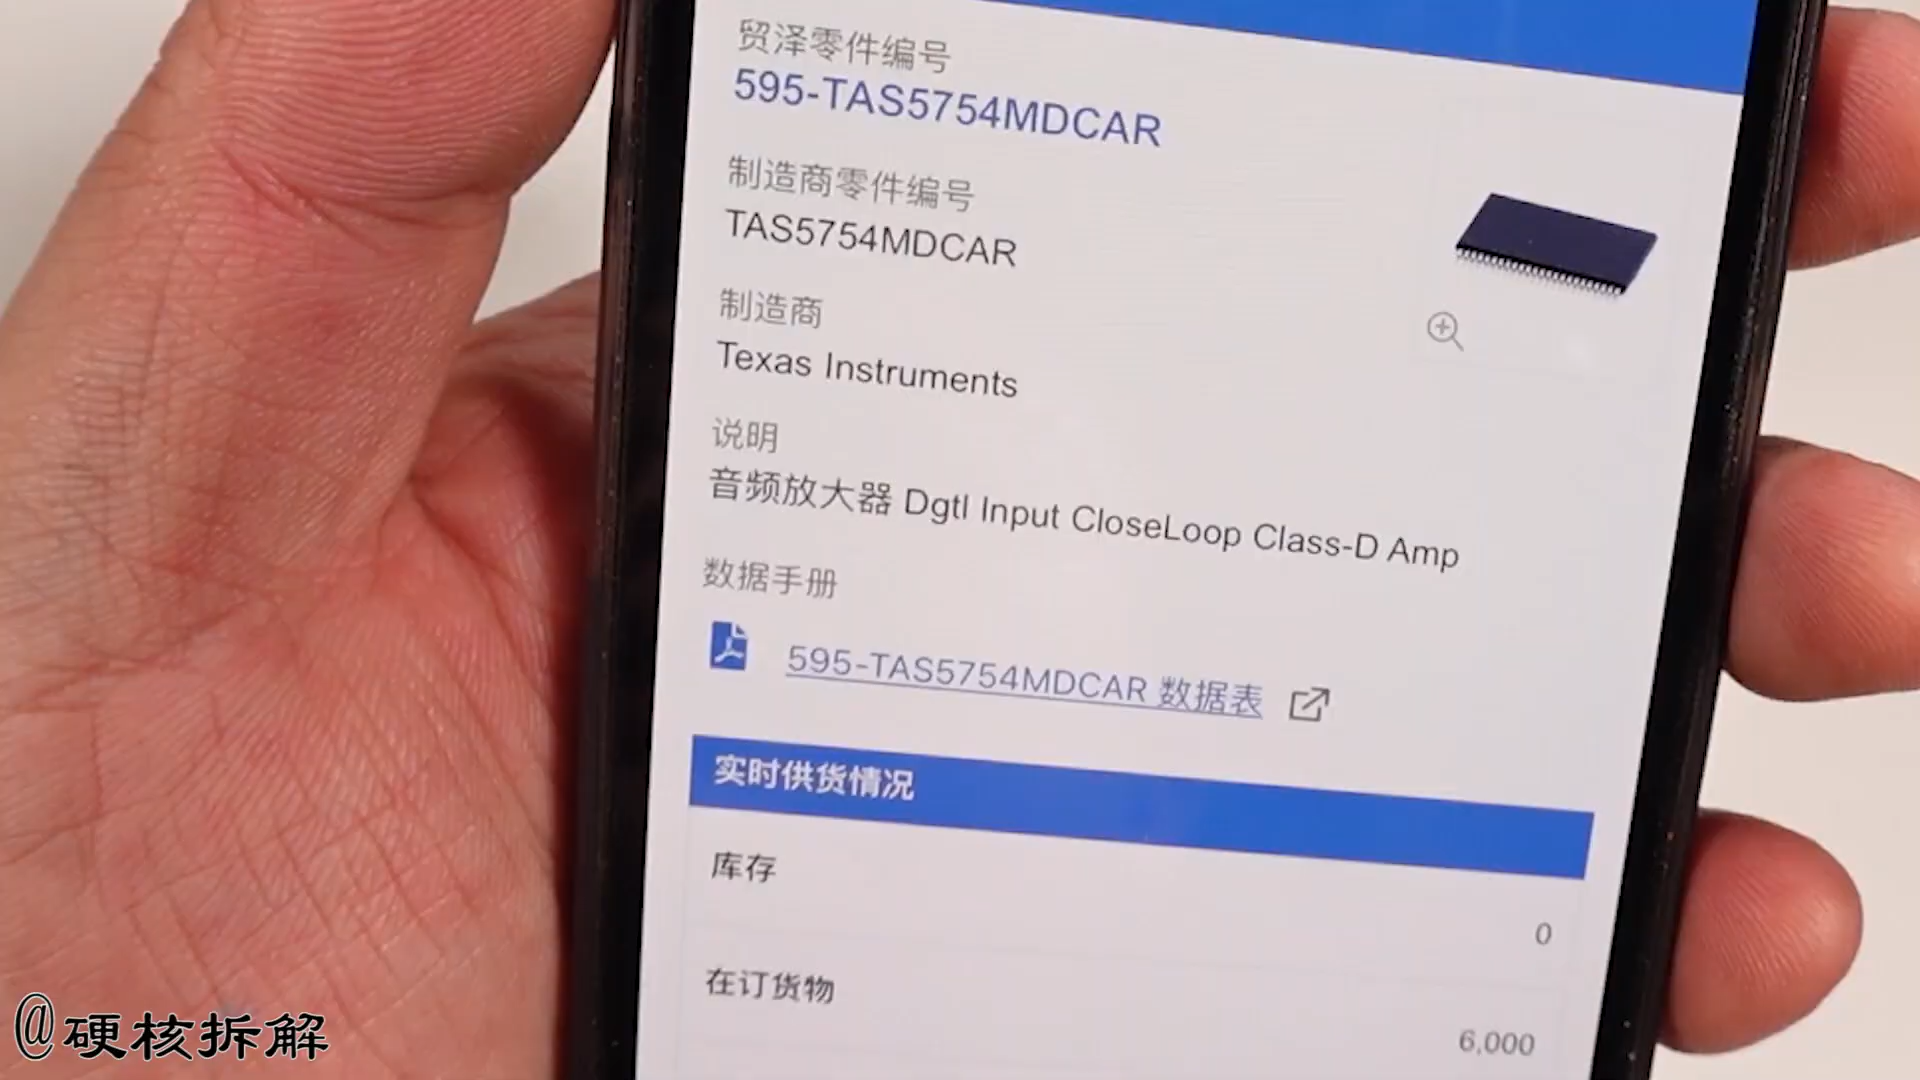 贸泽零件编号
595-TAS5754MDCAR
制造商零件编号
TAS5754MDCAR
制造商
Texas Instruments
说明
音频放大器 Dgtl Input CloseLoop Class-D Amp
数据手册
595-TAS5754MDCAR 数据表
实时供货情况
库存
0
在订货物
6,000
@硬核拆解